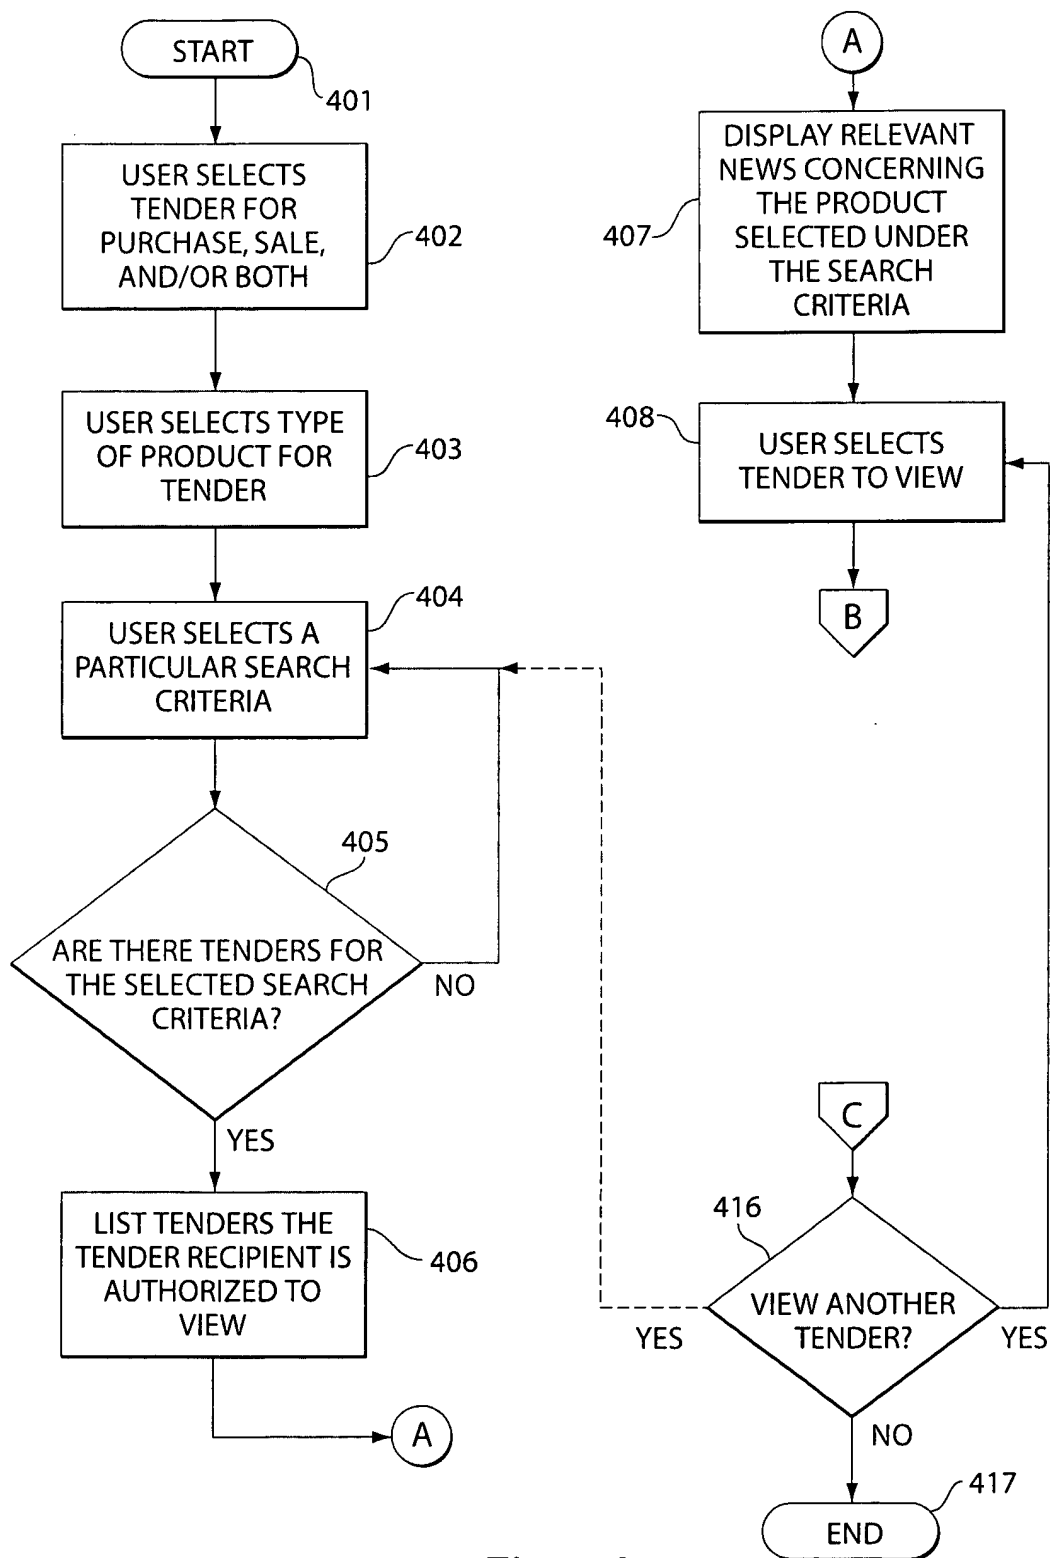 START
401
USER SELECTS
TENDER FOR
PURCHASE, SALE,
AND/OR BOTH
402
USER SELECTS TYPE
OF PRODUCT FOR
TENDER
403
404
USER SELECTS A
PARTICULAR SEARCH
CRITERIA
405
ARE THERE TENDERS FOR
THE SELECTED SEARCH
CRITERIA?
NO
YES
LIST TENDERS THE
TENDER RECIPIENT IS
AUTHORIZED TO
VIEW
406
A
A
DISPLAY RELEVANT
NEWS CONCERNING
THE PRODUCT
SELECTED UNDER
THE SEARCH
CRITERIA
407
408
USER SELECTS
TENDER TO VIEW
B
C
416
VIEW ANOTHER
TENDER?
YES
YES
NO
417
END